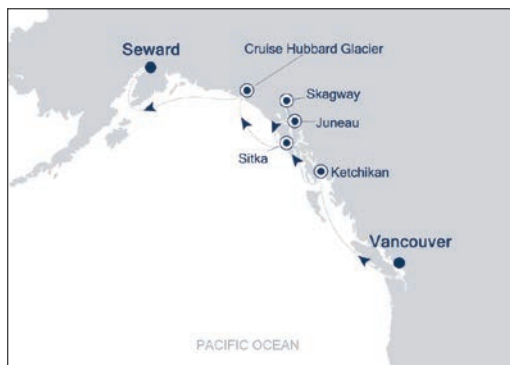 Seward
Cruise Hubbard Glacier
Skagway
Juneau
Sitka
Ketchikan
Vancouver
PACIFIC OCEAN